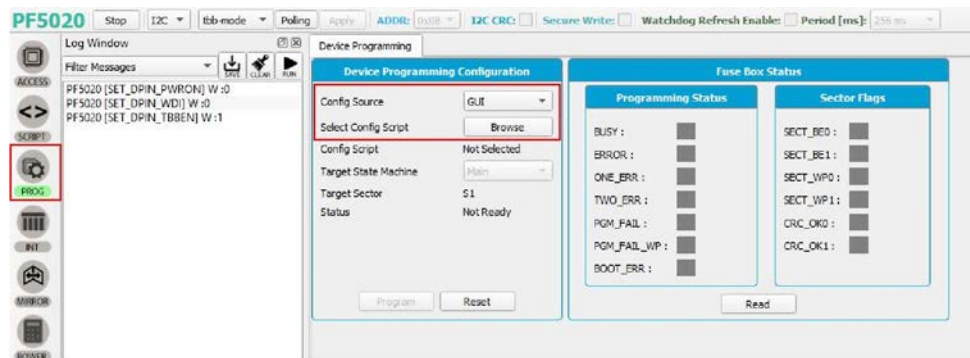 PF5020 Stop I2C tbb-mode Polling Apply ADDR: 0x08 I2C CRC: Secure Write: Watchdog Refresh Enable: Period [ms]: 256 ms
Log Window
Filter Messages SAVE CLEAR RUN
PF5020 [SET_DPIN_PWRON] W :0
PF5020 [SET_DPIN_WDI] W :0
PF5020 [SET_DPIN_TBBEN] W :1
ACCESS
SCRIPT
PROG
INT
MIRROR
POWER
Device Programming
Device Programming Configuration
Config Source GUI
Select Config Script Browse
Config Script Not Selected
Target State Machine Main
Target Sector S1
Status Not Ready
Program Reset
Fuse Box Status
Programming Status
BUSY :
ERROR :
ONE_ERR :
TWO_ERR :
PGM_FAIL :
PGM_FAIL_WP :
BOOT_ERR :
Sector Flags
SECT_BE0 :
SECT_BE1 :
SECT_WP0 :
SECT_WP1 :
CRC_OK0 :
CRC_OK1 :
Read